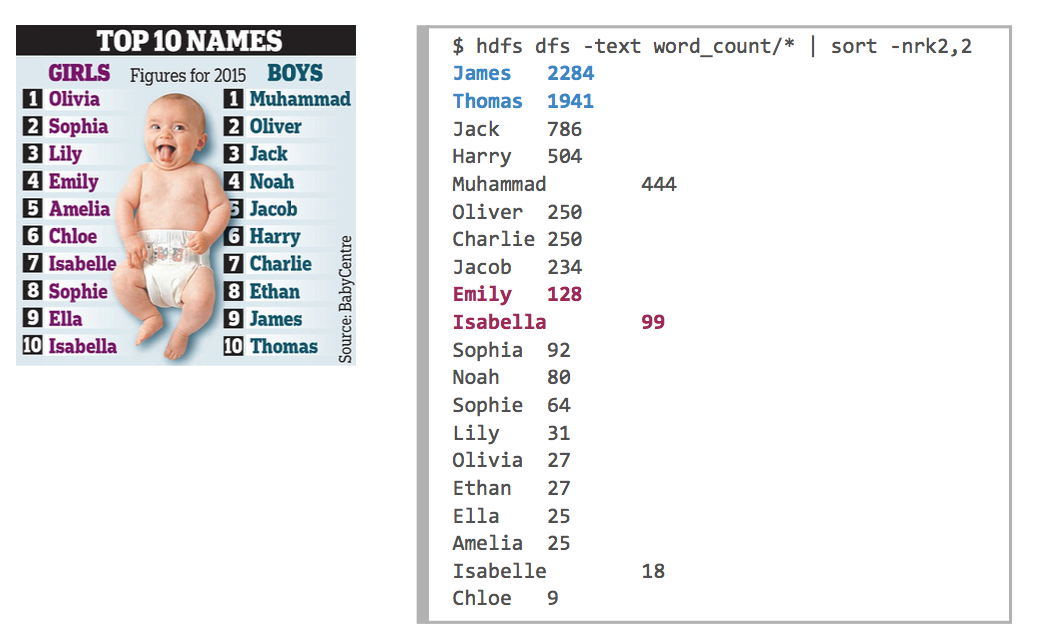 TOP 10 NAMES
GIRLS Figures for 2015 BOYS
1 Olivia 1 Muhammad
2 Sophia 2 Oliver
3 Lily 3 Jack
4 Emily 4 Noah
5 Amelia 5 Jacob
6 Chloe 6 Harry
7 Isabelle 7 Charlie
8 Sophie 8 Ethan
9 Ella 9 James
10 Isabella 10 Thomas
Source: BabyCentre
$ hdfs dfs -text word_count/* | sort -nrk2,2
James 2284
Thomas 1941
Jack 786
Harry 504
Muhammad 444
Oliver 250
Charlie 250
Jacob 234
Emily 128
Isabella 99
Sophia 92
Noah 80
Sophie 64
Lily 31
Olivia 27
Ethan 27
Ella 25
Amelia 25
Isabelle 18
Chloe 9